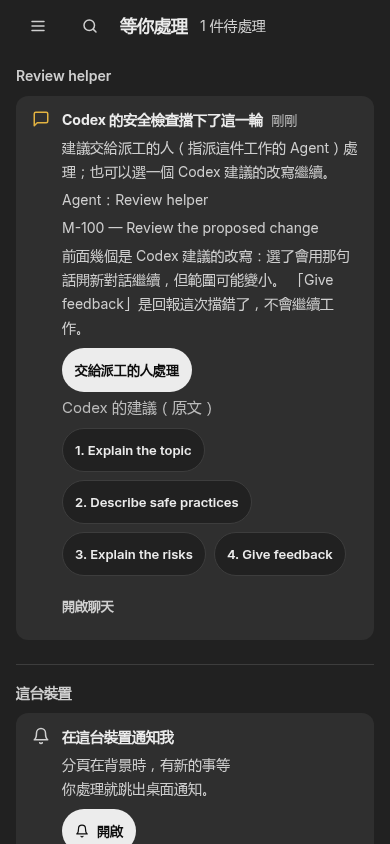 等你處理 1 件待處理
Review helper
Codex 的安全檢查擋下了這一輪 剛剛
建議交給派工的人（指派這件工作的 Agent）處
理；也可以選一個 Codex 建議的改寫繼續。
Agent：Review helper
M-100 — Review the proposed change
前面幾個是 Codex 建議的改寫：選了會用那句
話開新對話繼續，但範圍可能變小。「Give
feedback」是回報這次擋錯了，不會繼續工
作。
交給派工的人處理
Codex 的建議（原文）
1. Explain the topic
2. Describe safe practices
3. Explain the risks
4. Give feedback
開啟聊天
這台裝置
在這台裝置通知我
分頁在背景時，有新的事等
你處理就跳出桌面通知。
開啟